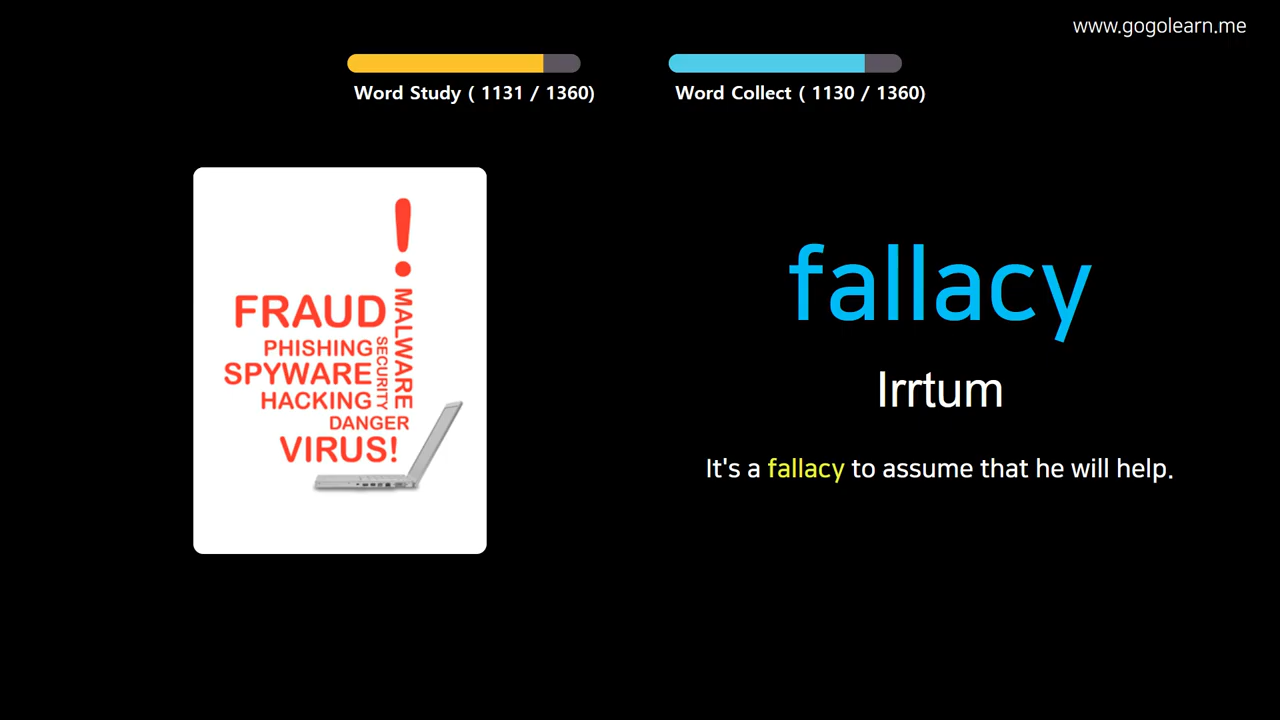 www.gogolearn.me
Word Study ( 1131 / 1360)
Word Collect ( 1130 / 1360)
!
FRAUD
MALWARE
PHISHING
SECURITY
SPYWARE
HACKING
DANGER
VIRUS!
fallacy
Irrtum
It's a fallacy to assume that he will help.